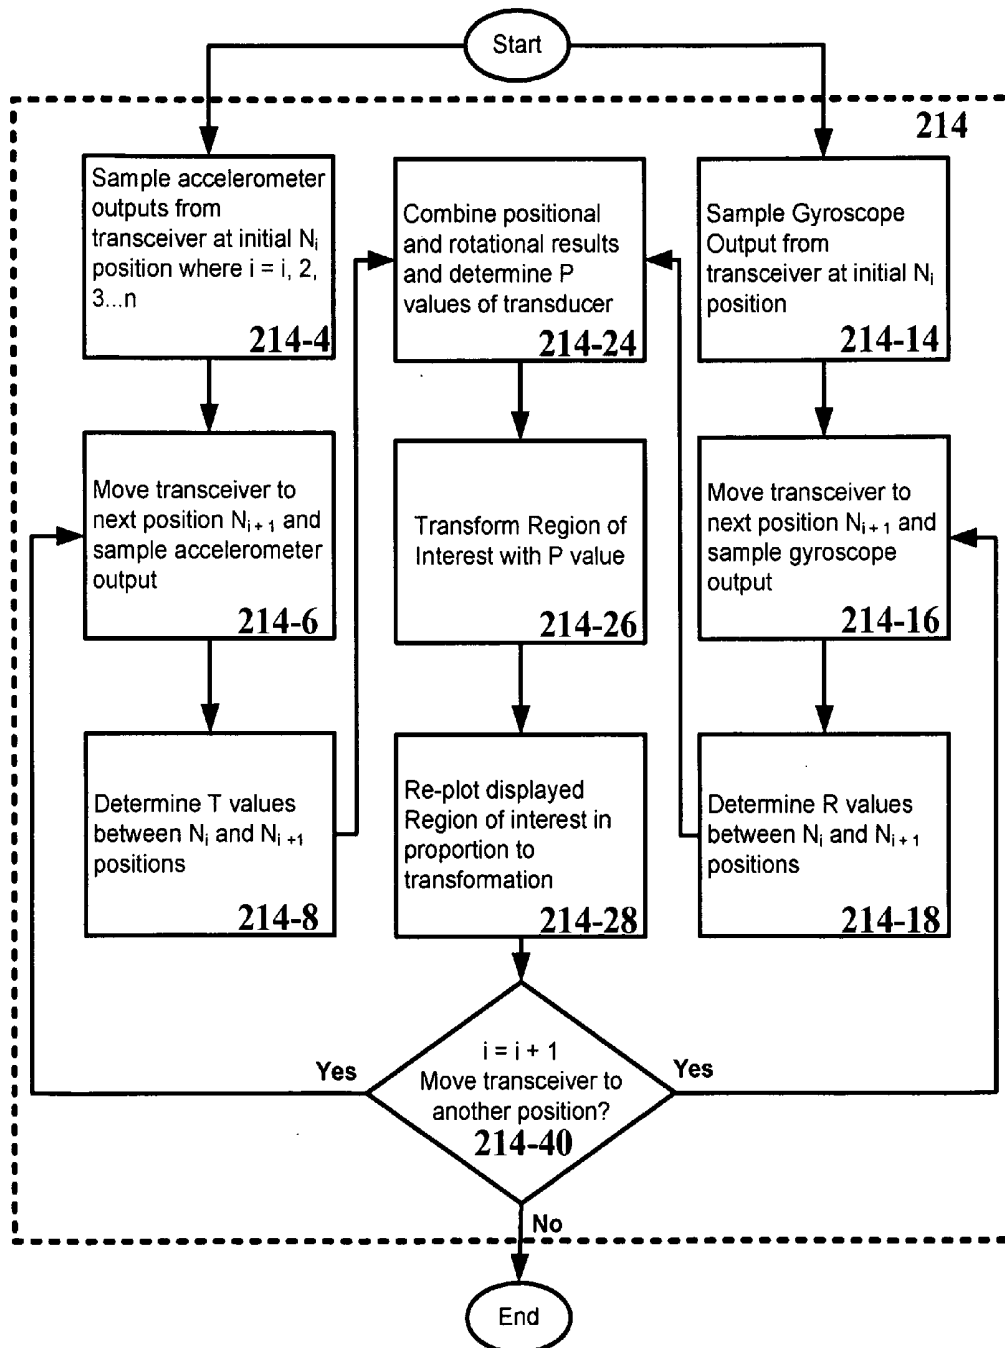 Start
214
Sample accelerometer
outputs from
transceiver at initial Nᵢ
position where i = i, 2,
3...n
214-4
Combine positional
and rotational results
and determine P
values of transducer
214-24
Sample Gyroscope
Output from
transceiver at initial Nᵢ
position.
214-14
Move transceiver to
next position Nᵢ ₊ ₁ and
sample accelerometer
output
214-6
Transform Region of
Interest with P value
214-26
Move transceiver to
next position Nᵢ ₊ ₁ and
sample gyroscope
output
214-16
Determine T values
between Nᵢ and Nᵢ ₊₁
positions
214-8
Re-plot displayed
Region of interest in
proportion to
transformation
214-28
Determine R values
between Nᵢ and Nᵢ ₊ ₁
positions
214-18
Yes
i = i + 1
Move transceiver to
another position?
214-40
Yes
No
End